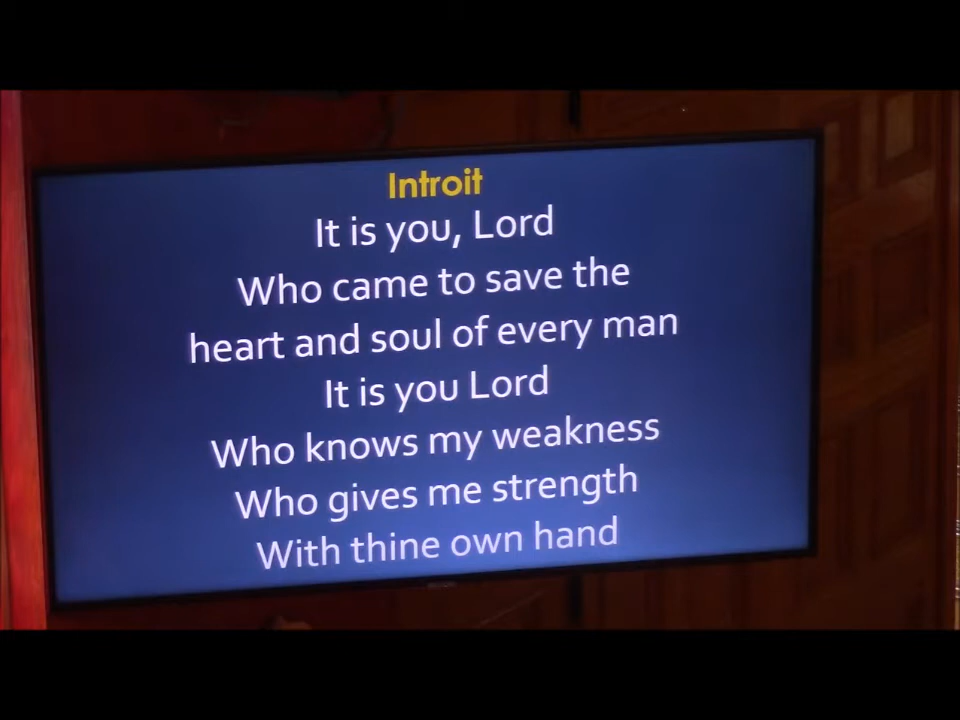 Introit
It is you, Lord
Who came to save the
heart and soul of every man
It is you Lord
Who knows my weakness
Who gives me strength
With thine own hand